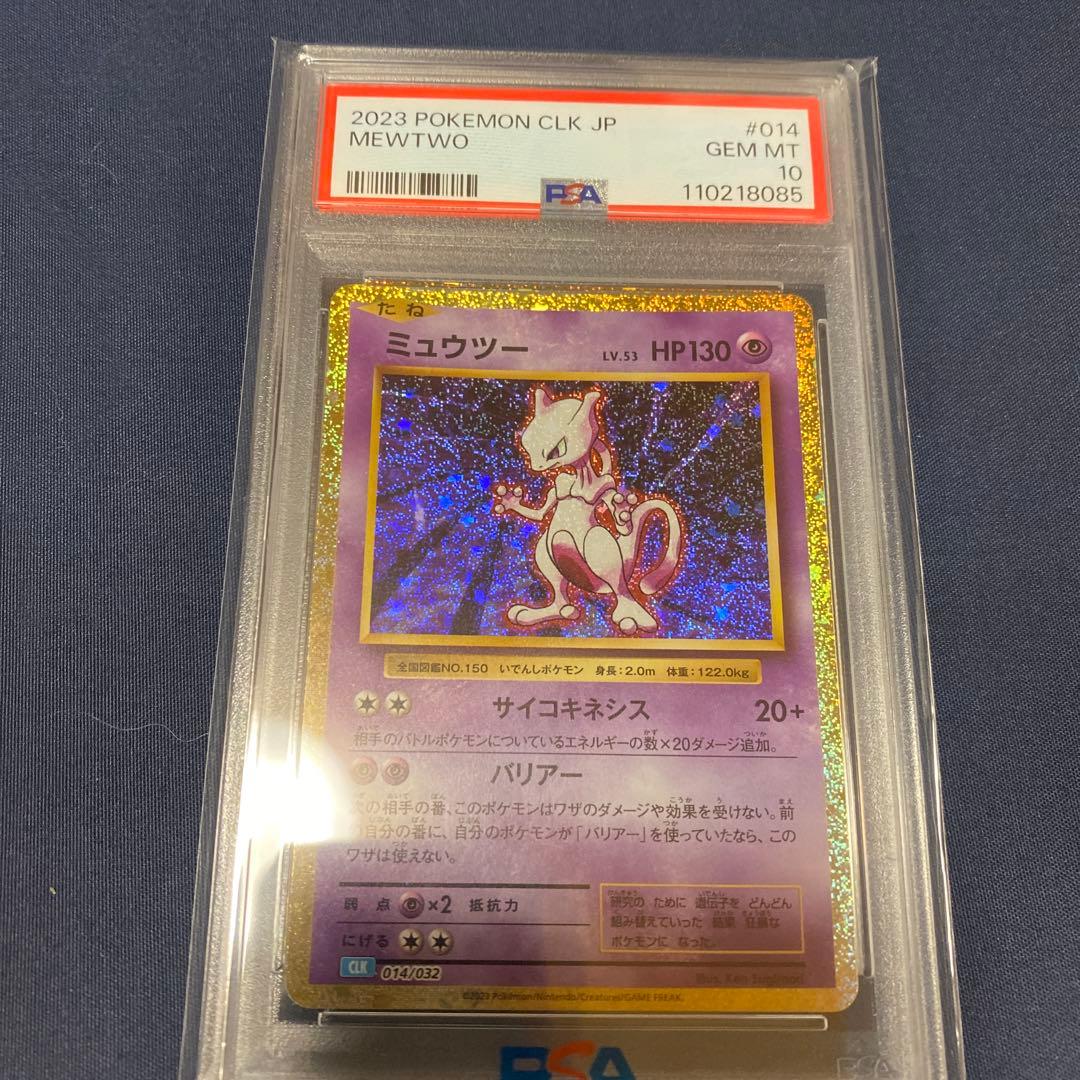 2023 POKEMON CLK JP #014
MEWTWO GEM MT
10
PSA 110218085
たね
ミュウツー LV.53 HP130
全国図鑑NO.150 いでんしポケモン 身長:2.0m 体重:122.0kg
サイコキネシス 20+
相手のバトルポケモンについているエネルギーの数×20ダメージ追加。
バリアー
次の相手の番、このポケモンはワザのダメージや効果を受けない。前
の自分の番に、自分のポケモンが「バリアー」を使っていたなら、この
ワザは使えない。
弱点 ×2 抵抗力
にげる
研究の ために 遺伝子を どんどん
組み替えていった 結果 狂暴な
ポケモンに なった。
CLK 014/032
Illus. Ken Sugimori
©2023 Pokémon/Nintendo/Creatures/GAME FREAK.
PSA
PSA